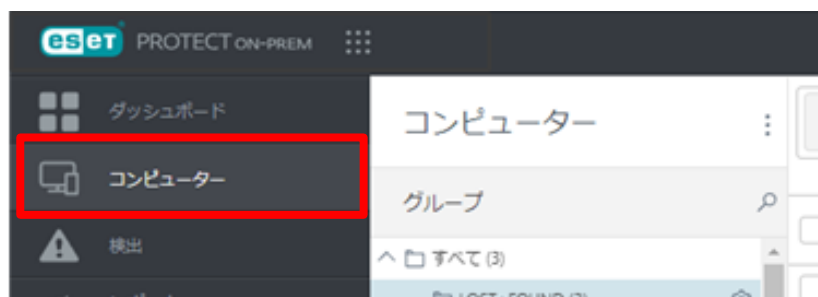 eset PROTECT ON-PREM
ダッシュボード
コンピューター
検出
コンピューター
グループ
すべて (3)